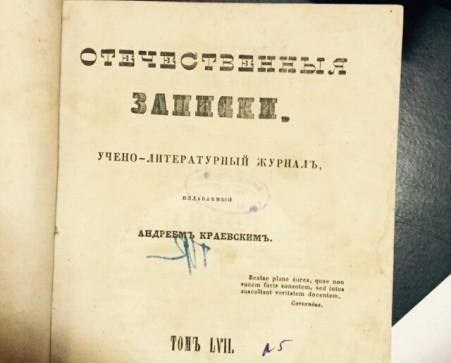 ОТЕЧЕСТВЕННЫЯ
ЗАПИСКИ,
УЧЕНО-ЛИТЕРАТУРНЫЙ ЖУРНАЛЪ,
ИЗДАВАЕМЫЙ
АНДРЕЕМЪ КРАЕВСКИМЪ.
Beatae plane aures, quae non
vocem foris sonantem, sed intus
auscultant veritatem docentem.
Gersonius.
ТОМЪ LVII.